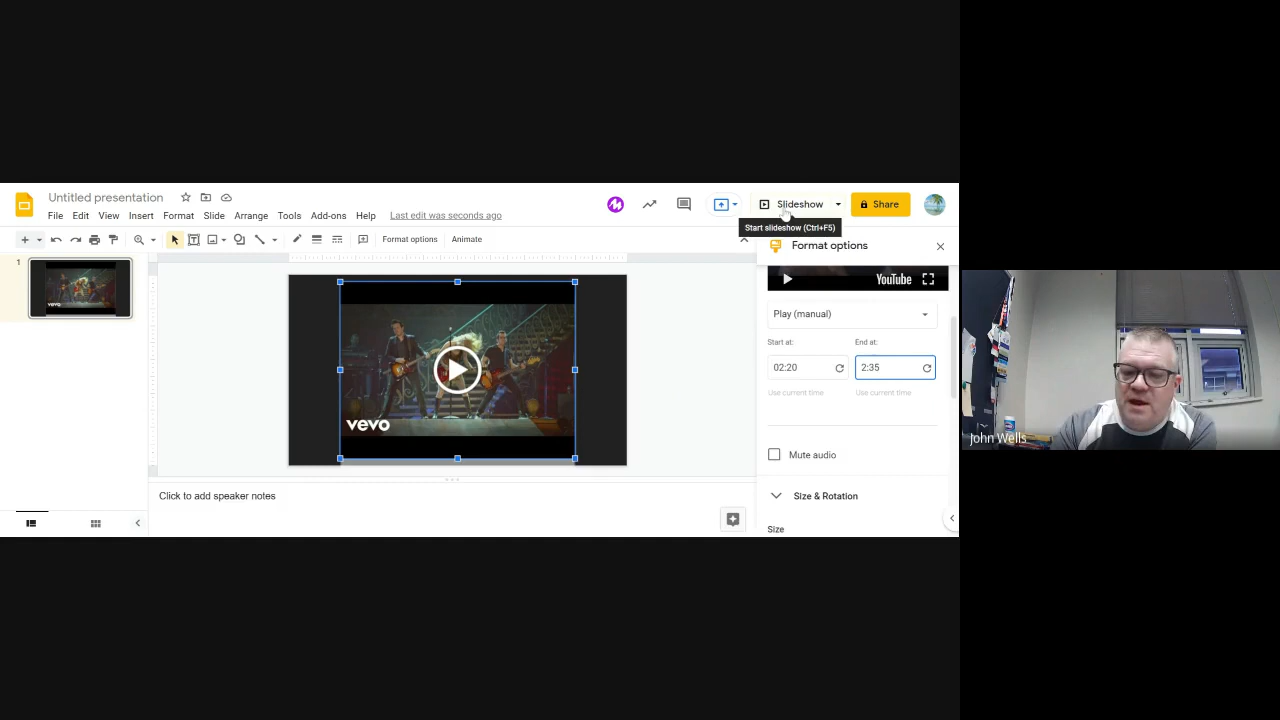 Untitled presentation
File Edit View Insert Format Slide Arrange Tools Add-ons Help Last edit was seconds ago
Slideshow
Share
Start slideshow (Ctrl+F5)
Format options Animate
Format options
1
vevo
vevo
YouTube
Play (manual)
Start at: End at:
02:20 2:35
Use current time Use current time
Mute audio
Size & Rotation
Size
Click to add speaker notes
John Wells